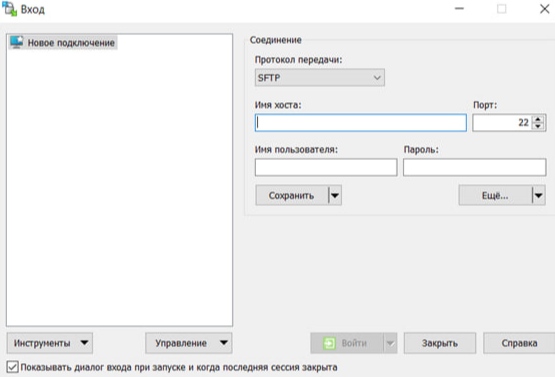 Вход
Новое подключение
Соединение
Протокол передачи:
SFTP
Имя хоста:
Порт:
22
Имя пользователя:
Пароль:
Сохранить
Ещё...
Инструменты
Управление
Войти
Закрыть
Справка
Показывать диалог входа при запуске и когда последняя сессия закрыта